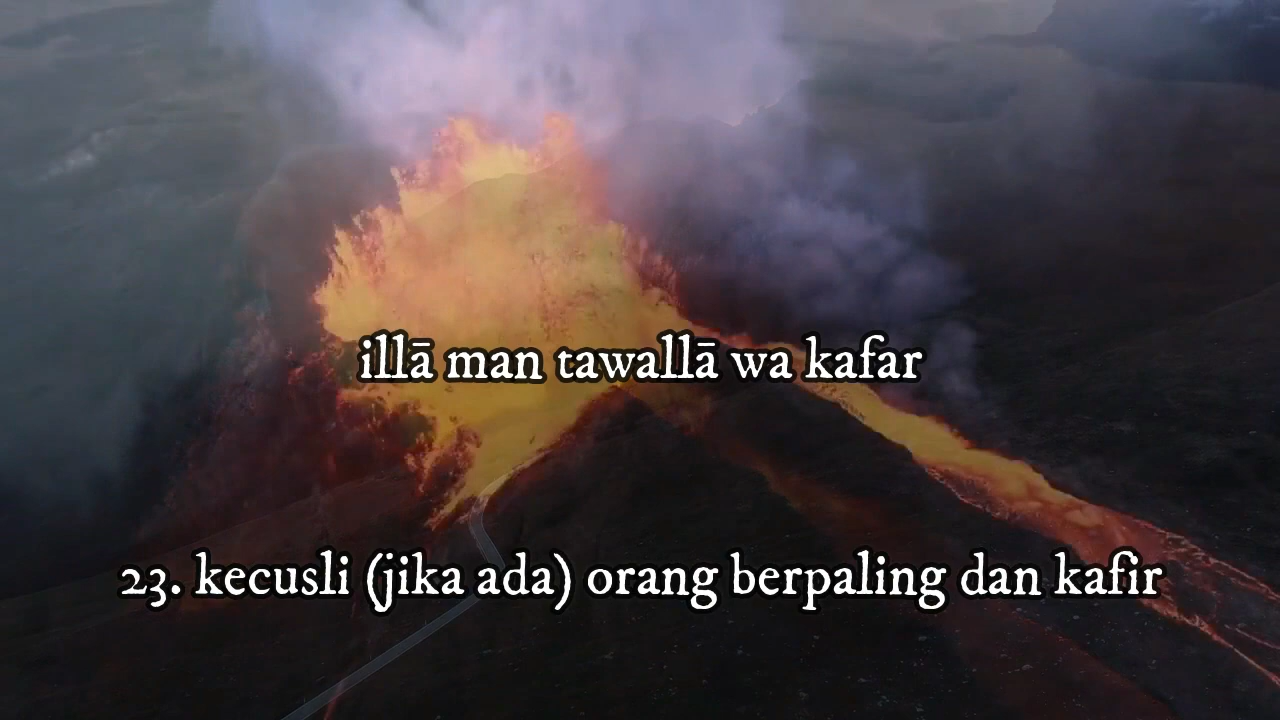 illā man tawallā wa kafar
23. kecusli (jika ada) orang berpaling dan kafir